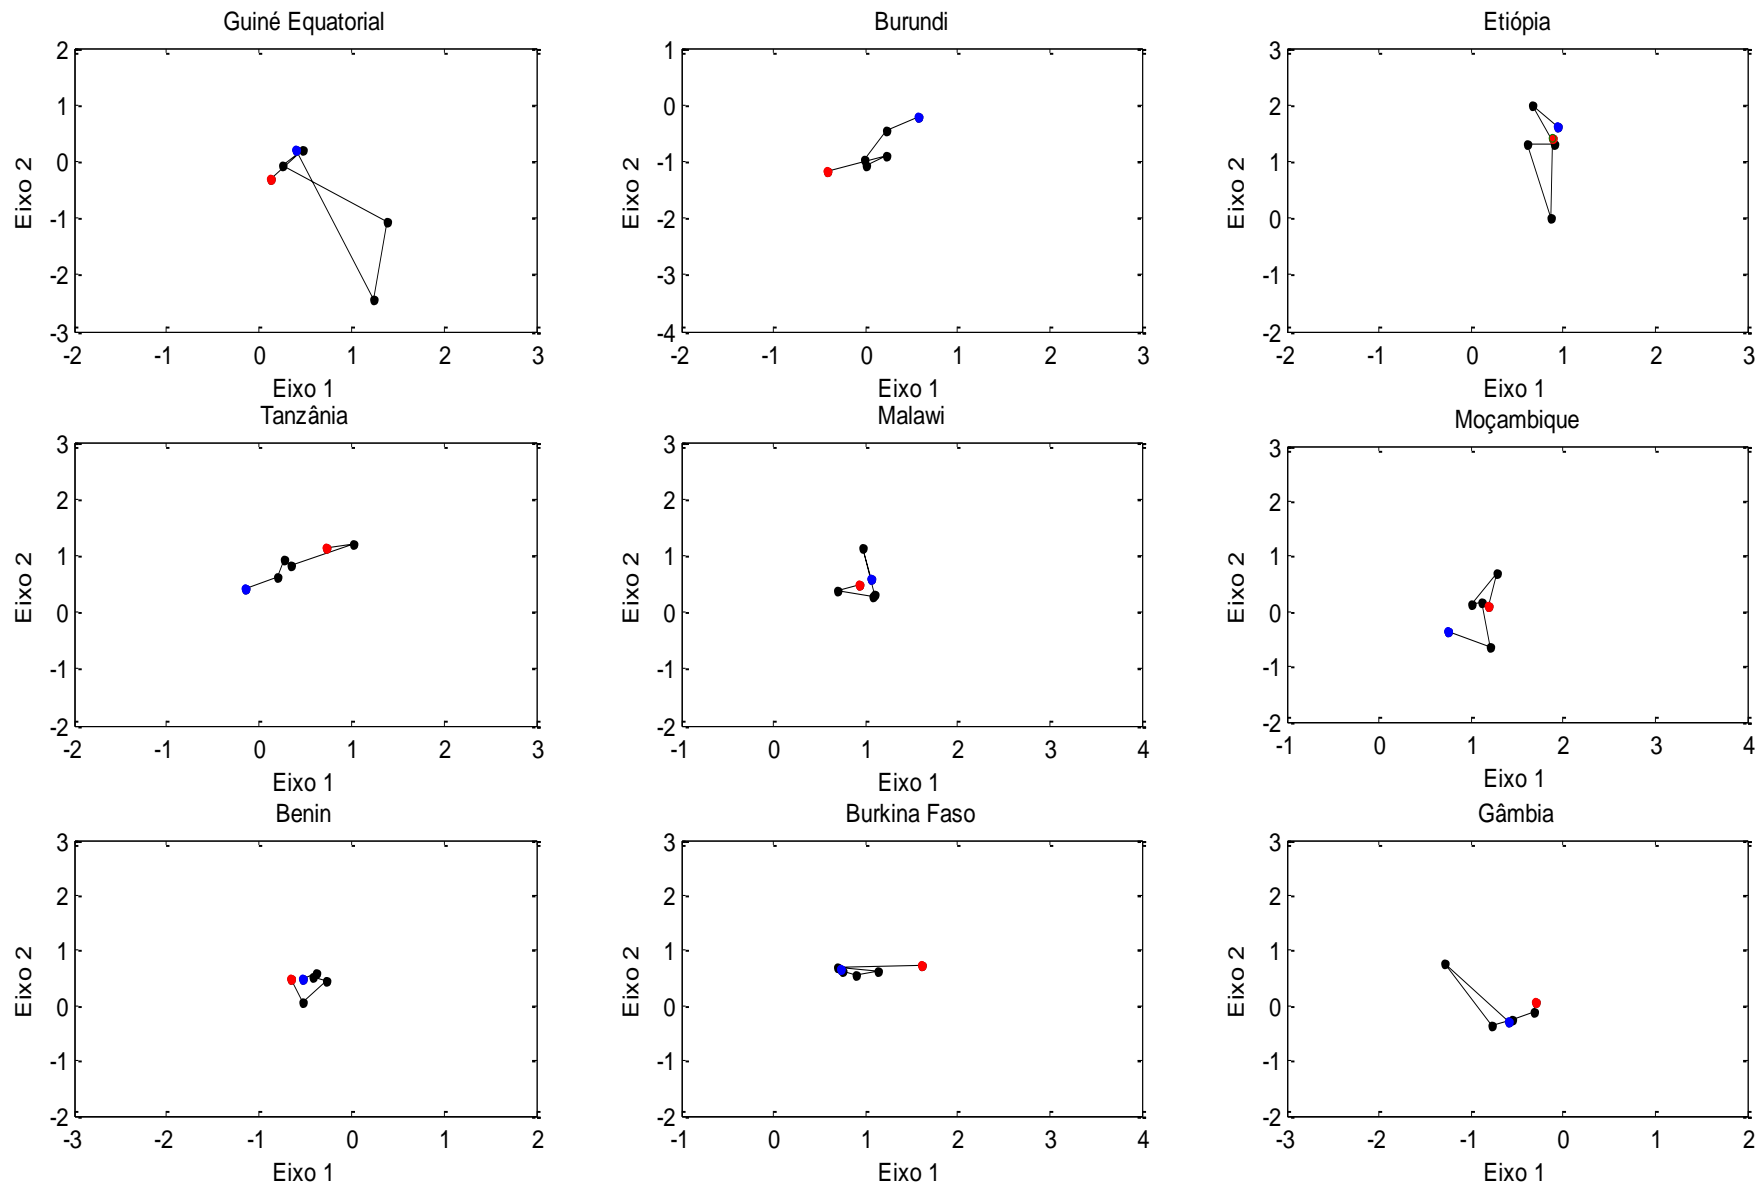 Guiné Equatorial
2
1
0
-1
-2
-3
Eixo 2
-2 -1 0 1 2 3
Eixo 1
Burundi
1
0
-1
-2
-3
-4
Eixo 2
-2 -1 0 1 2 3
Eixo 1
Etiópia
3
2
1
0
-1
-2
Eixo 2
-2 -1 0 1 2 3
Eixo 1
Tanzânia
3
2
1
0
-1
-2
Eixo 2
-2 -1 0 1 2 3
Eixo 1
Malawi
3
2
1
0
-1
-2
Eixo 2
-1 0 1 2 3 4
Eixo 1
Moçambique
3
2
1
0
-1
-2
Eixo 2
-1 0 1 2 3 4
Eixo 1
Benin
3
2
1
0
-1
-2
Eixo 2
-3 -2 -1 0 1 2
Eixo 1
Burkina Faso
3
2
1
0
-1
-2
Eixo 2
-1 0 1 2 3 4
Eixo 1
Gâmbia
3
2
1
0
-1
-2
Eixo 2
-3 -2 -1 0 1 2
Eixo 1